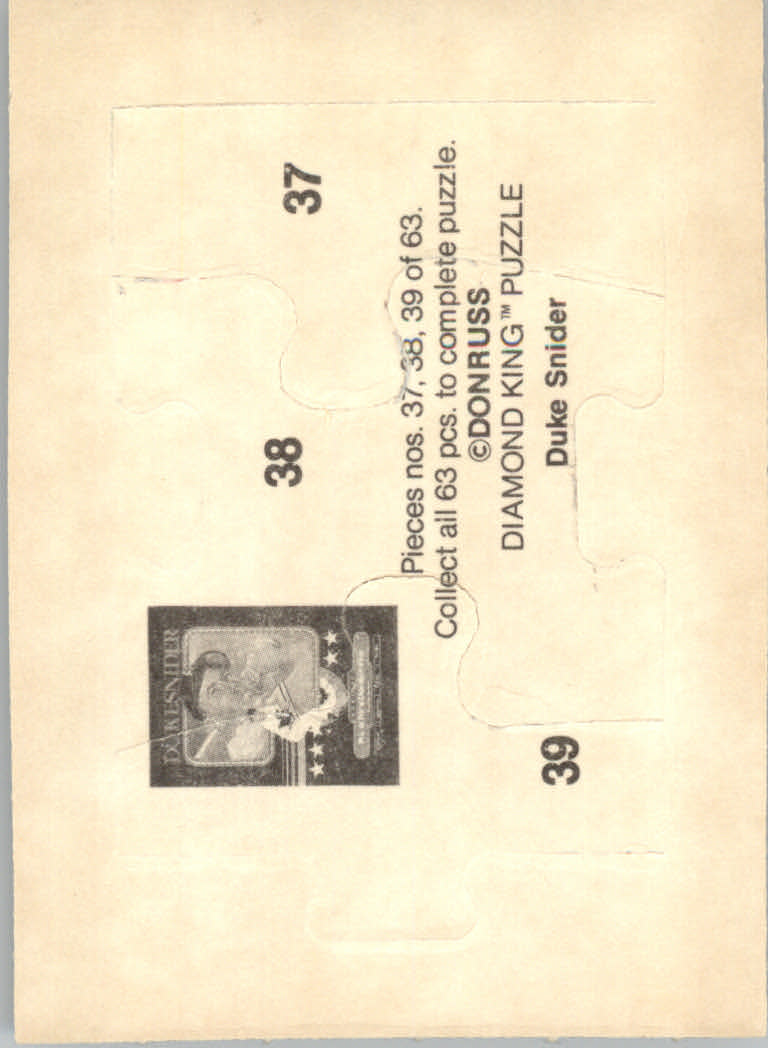 37
38
39
Pieces nos. 37, 38, 39 of 63.
Collect all 63 pcs. to complete puzzle.
©DONRUSS
DIAMOND KING™ PUZZLE
Duke Snider
DUKE SNIDER